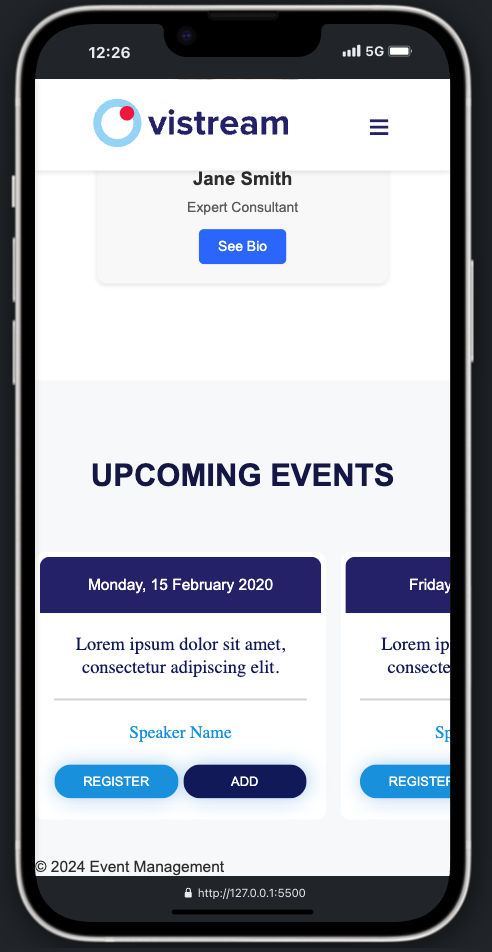 12:26
5G
vistream
Jane Smith
Expert Consultant
See Bio
UPCOMING EVENTS
Monday, 15 February 2020
Lorem ipsum dolor sit amet,
consectetur adipiscing elit.
Speaker Name
REGISTER
ADD
Friday
Lorem ip
consecte
Sp
REGISTER
© 2024 Event Management
http://127.0.0.1:5500